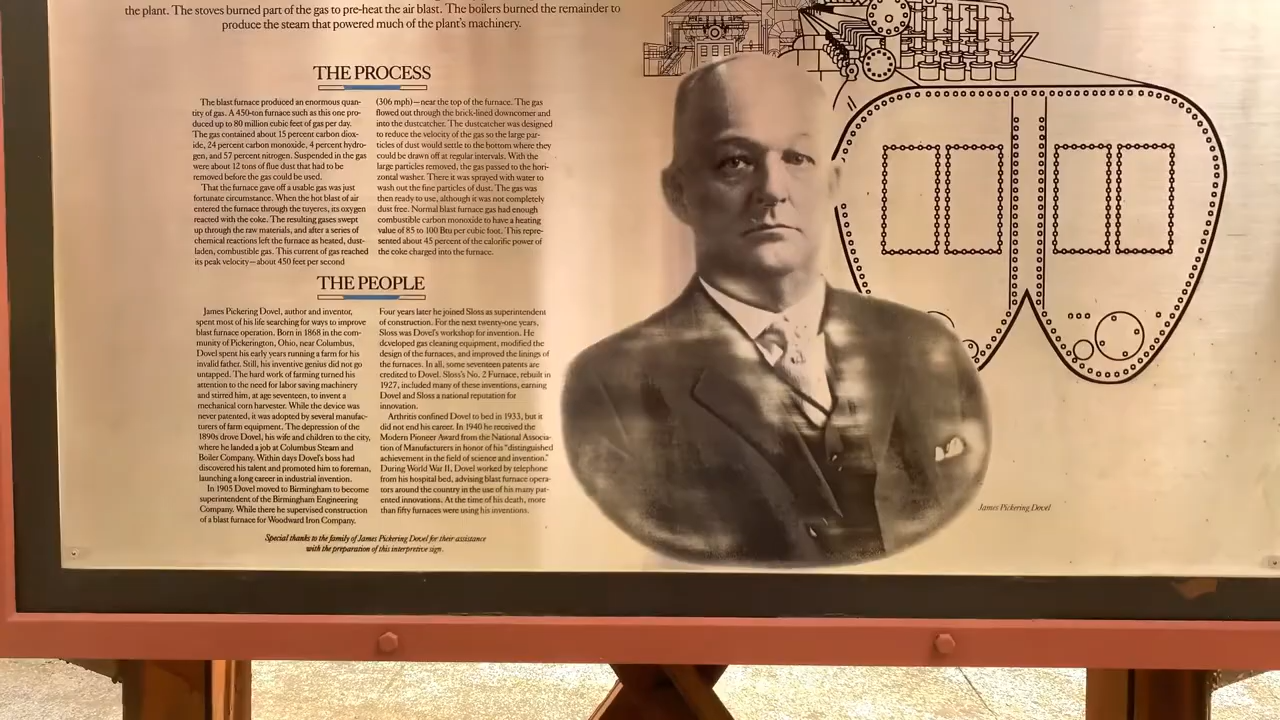 the plant. The stoves burned part of the gas to pre-heat the air blast. The boilers burned the remainder to
produce the steam that powered much of the plant's machinery.
THE PROCESS
The blast furnace produced an enormous quan-
tity of gas. A 450-ton furnace such as this one pro-
duced up to 80 million cubic feet of gas per day.
The gas contained about 15 percent carbon diox-
ide, 24 percent carbon monoxide, 4 percent hydro-
gen, and 57 percent nitrogen. Suspended in the gas
were about 12 tons of flue dust that had to be
removed before the gas could be used.
That the furnace gave off a usable gas was just
fortunate circumstance. When the hot blast of air
entered the furnace through the tuyeres, its oxygen
reacted with the coke. The resulting gases swept
up through the raw materials, and after a series of
chemical reactions left the furnace as heated, dust-
laden, combustible gas. This current of gas reached
its peak velocity—about 450 feet per second
(306 mph)—near the top of the furnace. The gas
flowed out through the brick-lined downcomer and
into the dustcatcher. The dustcatcher was designed
to reduce the velocity of the gas so the large par-
ticles of dust would settle to the bottom where they
could be drawn off at regular intervals. With the
large particles removed, the gas passed to the hori-
zontal washer. There it was sprayed with water to
wash out the fine particles of dust. The gas was
then ready to use, although it was not completely
dust free. Normal blast furnace gas had enough
combustible carbon monoxide to have a heating
value of 85 to 100 Btu per cubic foot. This repre-
sented about 45 percent of the calorific power of
the coke charged into the furnace.
THE PEOPLE
James Pickering Dovel, author and inventor,
spent most of his life searching for ways to improve
blast furnace operation. Born in 1868 in the com-
munity of Pickerington, Ohio, near Columbus,
Dovel spent his early years running a farm for his
invalid father. Still, his inventive genius did not go
untapped. The hard work of farming turned his
attention to the need for labor saving machinery
and stirred him, at age seventeen, to invent a
mechanical corn harvester. While the device was
never patented, it was adopted by several manufac-
turers of farm equipment. The depression of the
1890s drove Dovel, his wife and children to the city,
where he landed a job at Columbus Steam and
Boiler Company. Within days Dovel's boss had
discovered his talent and promoted him to foreman,
launching a long career in industrial invention.
In 1905 Dovel moved to Birmingham to become
superintendent of the Birmingham Engineering
Company. While there he supervised construction
of a blast furnace for Woodward Iron Company.
Four years later he joined Sloss as superintendent
of construction. For the next twenty-one years,
Sloss was Dovel's workshop for invention. He
developed gas cleaning equipment, modified the
design of the furnaces, and improved the linings of
the furnaces. In all, some seventeen patents are
credited to Dovel. Sloss's No. 2 Furnace, rebuilt in
1927, included many of these inventions, earning
Dovel and Sloss a national reputation for
innovation.
Arthritis confined Dovel to bed in 1933, but it
did not end his career. In 1940 he received the
Modern Pioneer Award from the National Associa-
tion of Manufacturers in honor of his "distinguished
achievement in the field of science and invention."
During World War II, Dovel worked by telephone
from his hospital bed, advising blast furnace opera-
tors around the country in the use of his many pat-
ented innovations. At the time of his death, more
than fifty furnaces were using his inventions.
James Pickering Dovel
Special thanks to the family of James Pickering Dovel for their assistance
with the preparation of this interpretive sign.